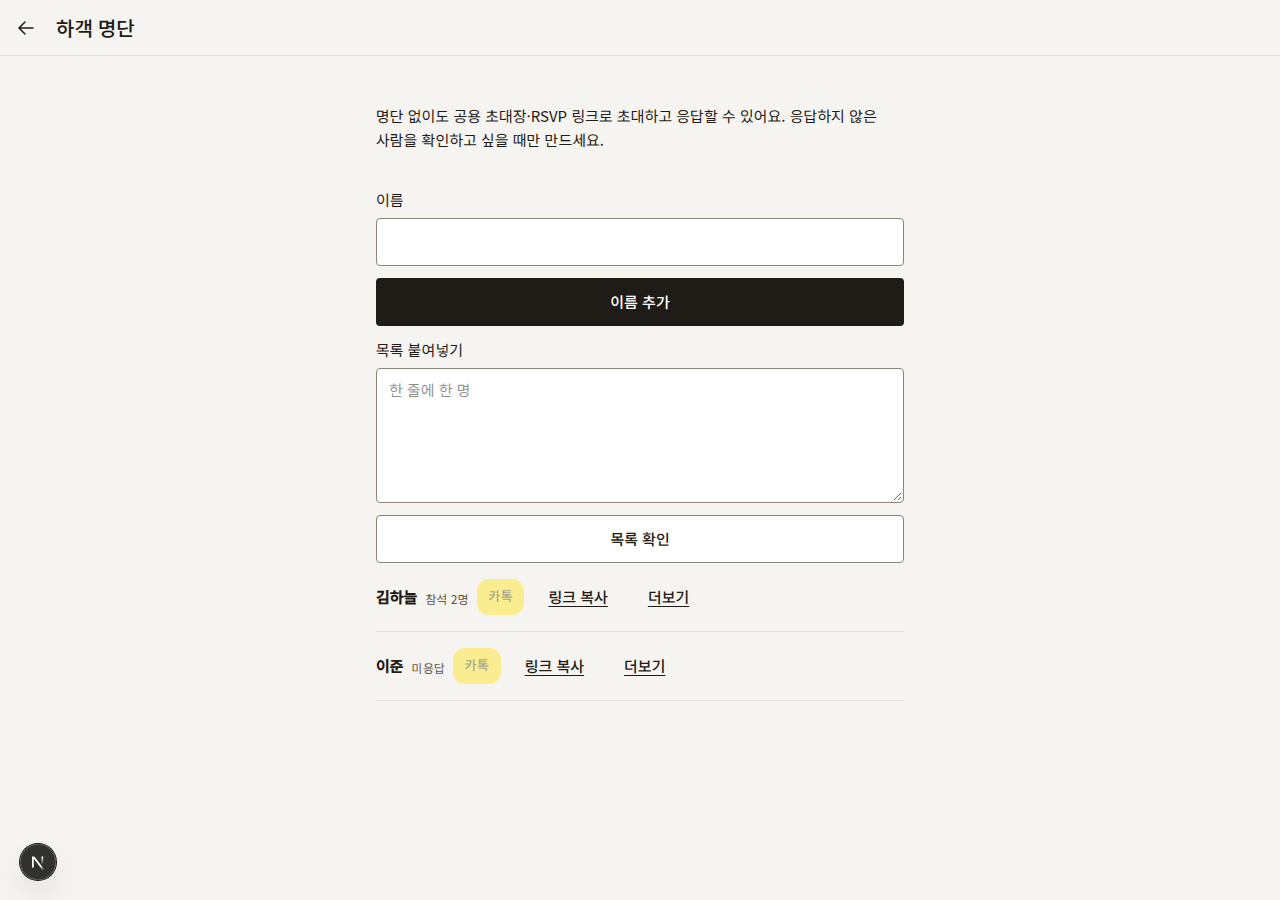 하객 명단
명단 없이도 공용 초대장·RSVP 링크로 초대하고 응답할 수 있어요. 응답하지 않은
사람을 확인하고 싶을 때만 만드세요.
이름
이름 추가
목록 붙여넣기
한 줄에 한 명
목록 확인
김하늘 참석 2명 카톡 링크 복사 더보기
이준 미응답 카톡 링크 복사 더보기
N